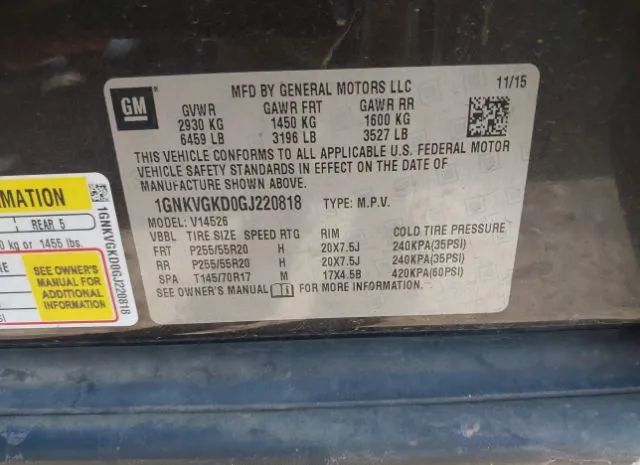 GM
MFD BY GENERAL MOTORS LLC
11/15
GVWR GAWR FRT GAWR RR
2930 KG 1450 KG 1600 KG
6459 LB 3196 LB 3527 LB
THIS VEHICLE CONFORMS TO ALL APPLICABLE U.S. FEDERAL MOTOR
VEHICLE SAFETY STANDARDS IN EFFECT ON THE DATE OF
MANUFACTURE SHOWN ABOVE.
1GNKVGKD0GJ220818 TYPE: M.P.V.
MODEL: V14526
VBBL TIRE SIZE SPEED RTG RIM COLD TIRE PRESSURE
FRT P255/55R20 H 20X7.5J 240KPA(35PSI)
RR P255/55R20 H 20X7.5J 240KPA(35PSI)
SPA T145/70R17 M 17X4.5B 420KPA(60PSI)
SEE OWNER'S MANUAL FOR MORE INFORMATION.
REAR 5
kg or 1455 lbs.
SEE OWNER'S
MANUAL FOR
ADDITIONAL
INFORMATION
1GNKVGKD0GJ220818